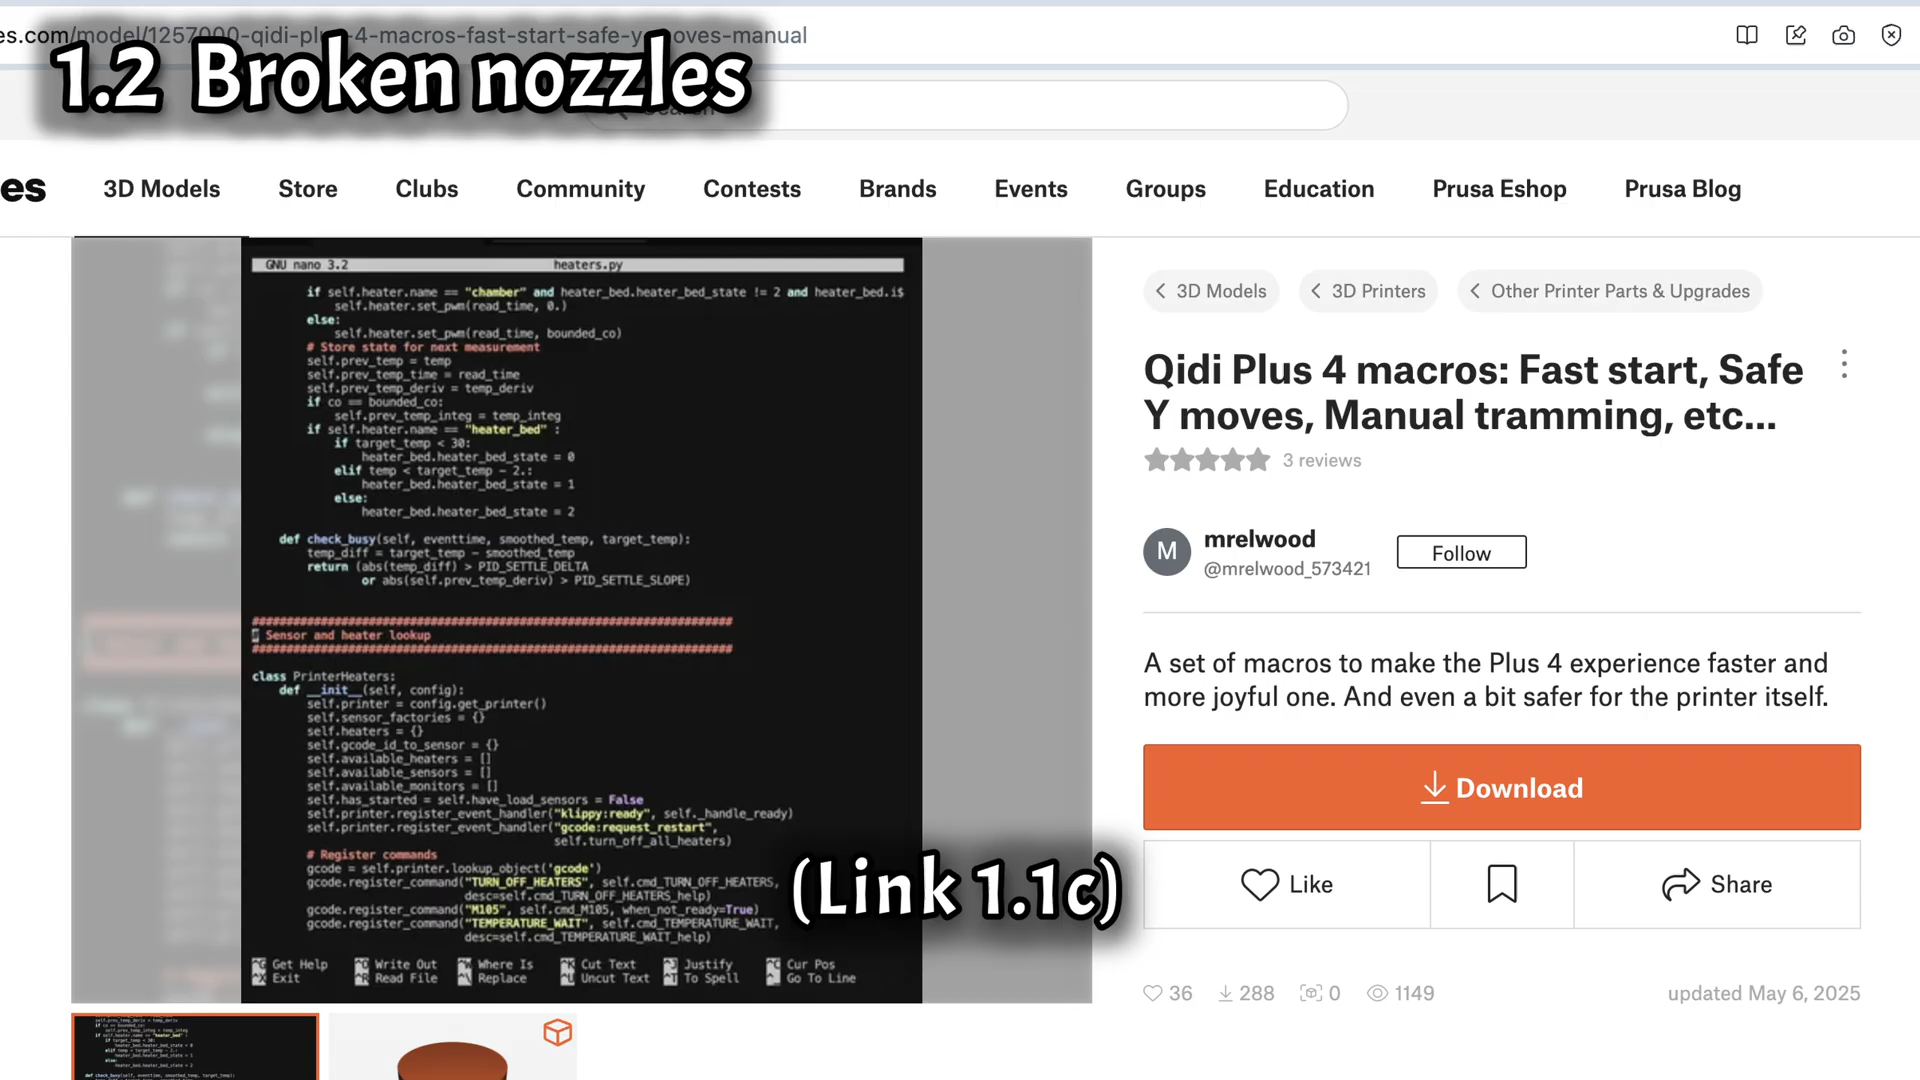 es.com/model/1257000-qidi-plus-4-macros-fast-start-safe-y-moves-manual
1.2 Broken nozzles
es
3D Models
Store
Clubs
Community
Contests
Brands
Events
Groups
Education
Prusa Eshop
Prusa Blog
GNU nano 3.2 heaters.py
if self.heater.name == "chamber" and heater_bed.heater_bed_state != 2 and heater_bed.i$
self.heater.set_pwm(read_time, 0.)
else:
self.heater.set_pwm(read_time, bounded_co)
# Store state for next measurement
self.prev_temp = temp
self.prev_temp_time = read_time
self.prev_temp_deriv = temp_deriv
if co == bounded_co:
self.prev_temp_integ = temp_integ
if self.heater.name == "heater_bed" :
if target_temp < 30:
heater_bed.heater_bed_state = 0
elif temp < target_temp - 2.:
heater_bed.heater_bed_state = 1
else:
heater_bed.heater_bed_state = 2
def check_busy(self, eventtime, smoothed_temp, target_temp):
temp_diff = target_temp - smoothed_temp
return (abs(temp_diff) > PID_SETTLE_DELTA
or abs(self.prev_temp_deriv) > PID_SETTLE_SLOPE)
# Sensor and heater lookup
class PrinterHeaters:
def __init__(self, config):
self.printer = config.get_printer()
self.sensor_factories = {}
self.heaters = {}
self.gcode_id_to_sensor = {}
self.available_heaters = []
self.available_sensors = []
self.available_monitors = []
self.has_started = self.have_load_sensors = False
self.printer.register_event_handler("klippy:ready", self._handle_ready)
self.printer.register_event_handler("gcode:request_restart",
self.turn_off_all_heaters)
# Register commands
gcode = self.printer.lookup_object('gcode')
gcode.register_command("TURN_OFF_HEATERS", self.cmd_TURN_OFF_HEATERS,
desc=self.cmd_TURN_OFF_HEATERS_help)
gcode.register_command("M105", self.cmd_M105, when_not_ready=True)
gcode.register_command("TEMPERATURE_WAIT", self.cmd_TEMPERATURE_WAIT,
desc=self.cmd_TEMPERATURE_WAIT_help)
^G Get Help ^O Write Out ^W Where Is ^K Cut Text ^J Justify ^C Cur Pos
^X Exit ^R Read File ^\ Replace ^U Uncut Text ^T To Spell ^_ Go To Line
(Link 1.1c)
3D Models
3D Printers
Other Printer Parts & Upgrades
Qidi Plus 4 macros: Fast start, Safe
Y moves, Manual tramming, etc...
3 reviews
M
mrelwood
@mrelwood_573421
Follow
A set of macros to make the Plus 4 experience faster and
more joyful one. And even a bit safer for the printer itself.
Download
Like
Share
36
288
0
1149
updated May 6, 2025